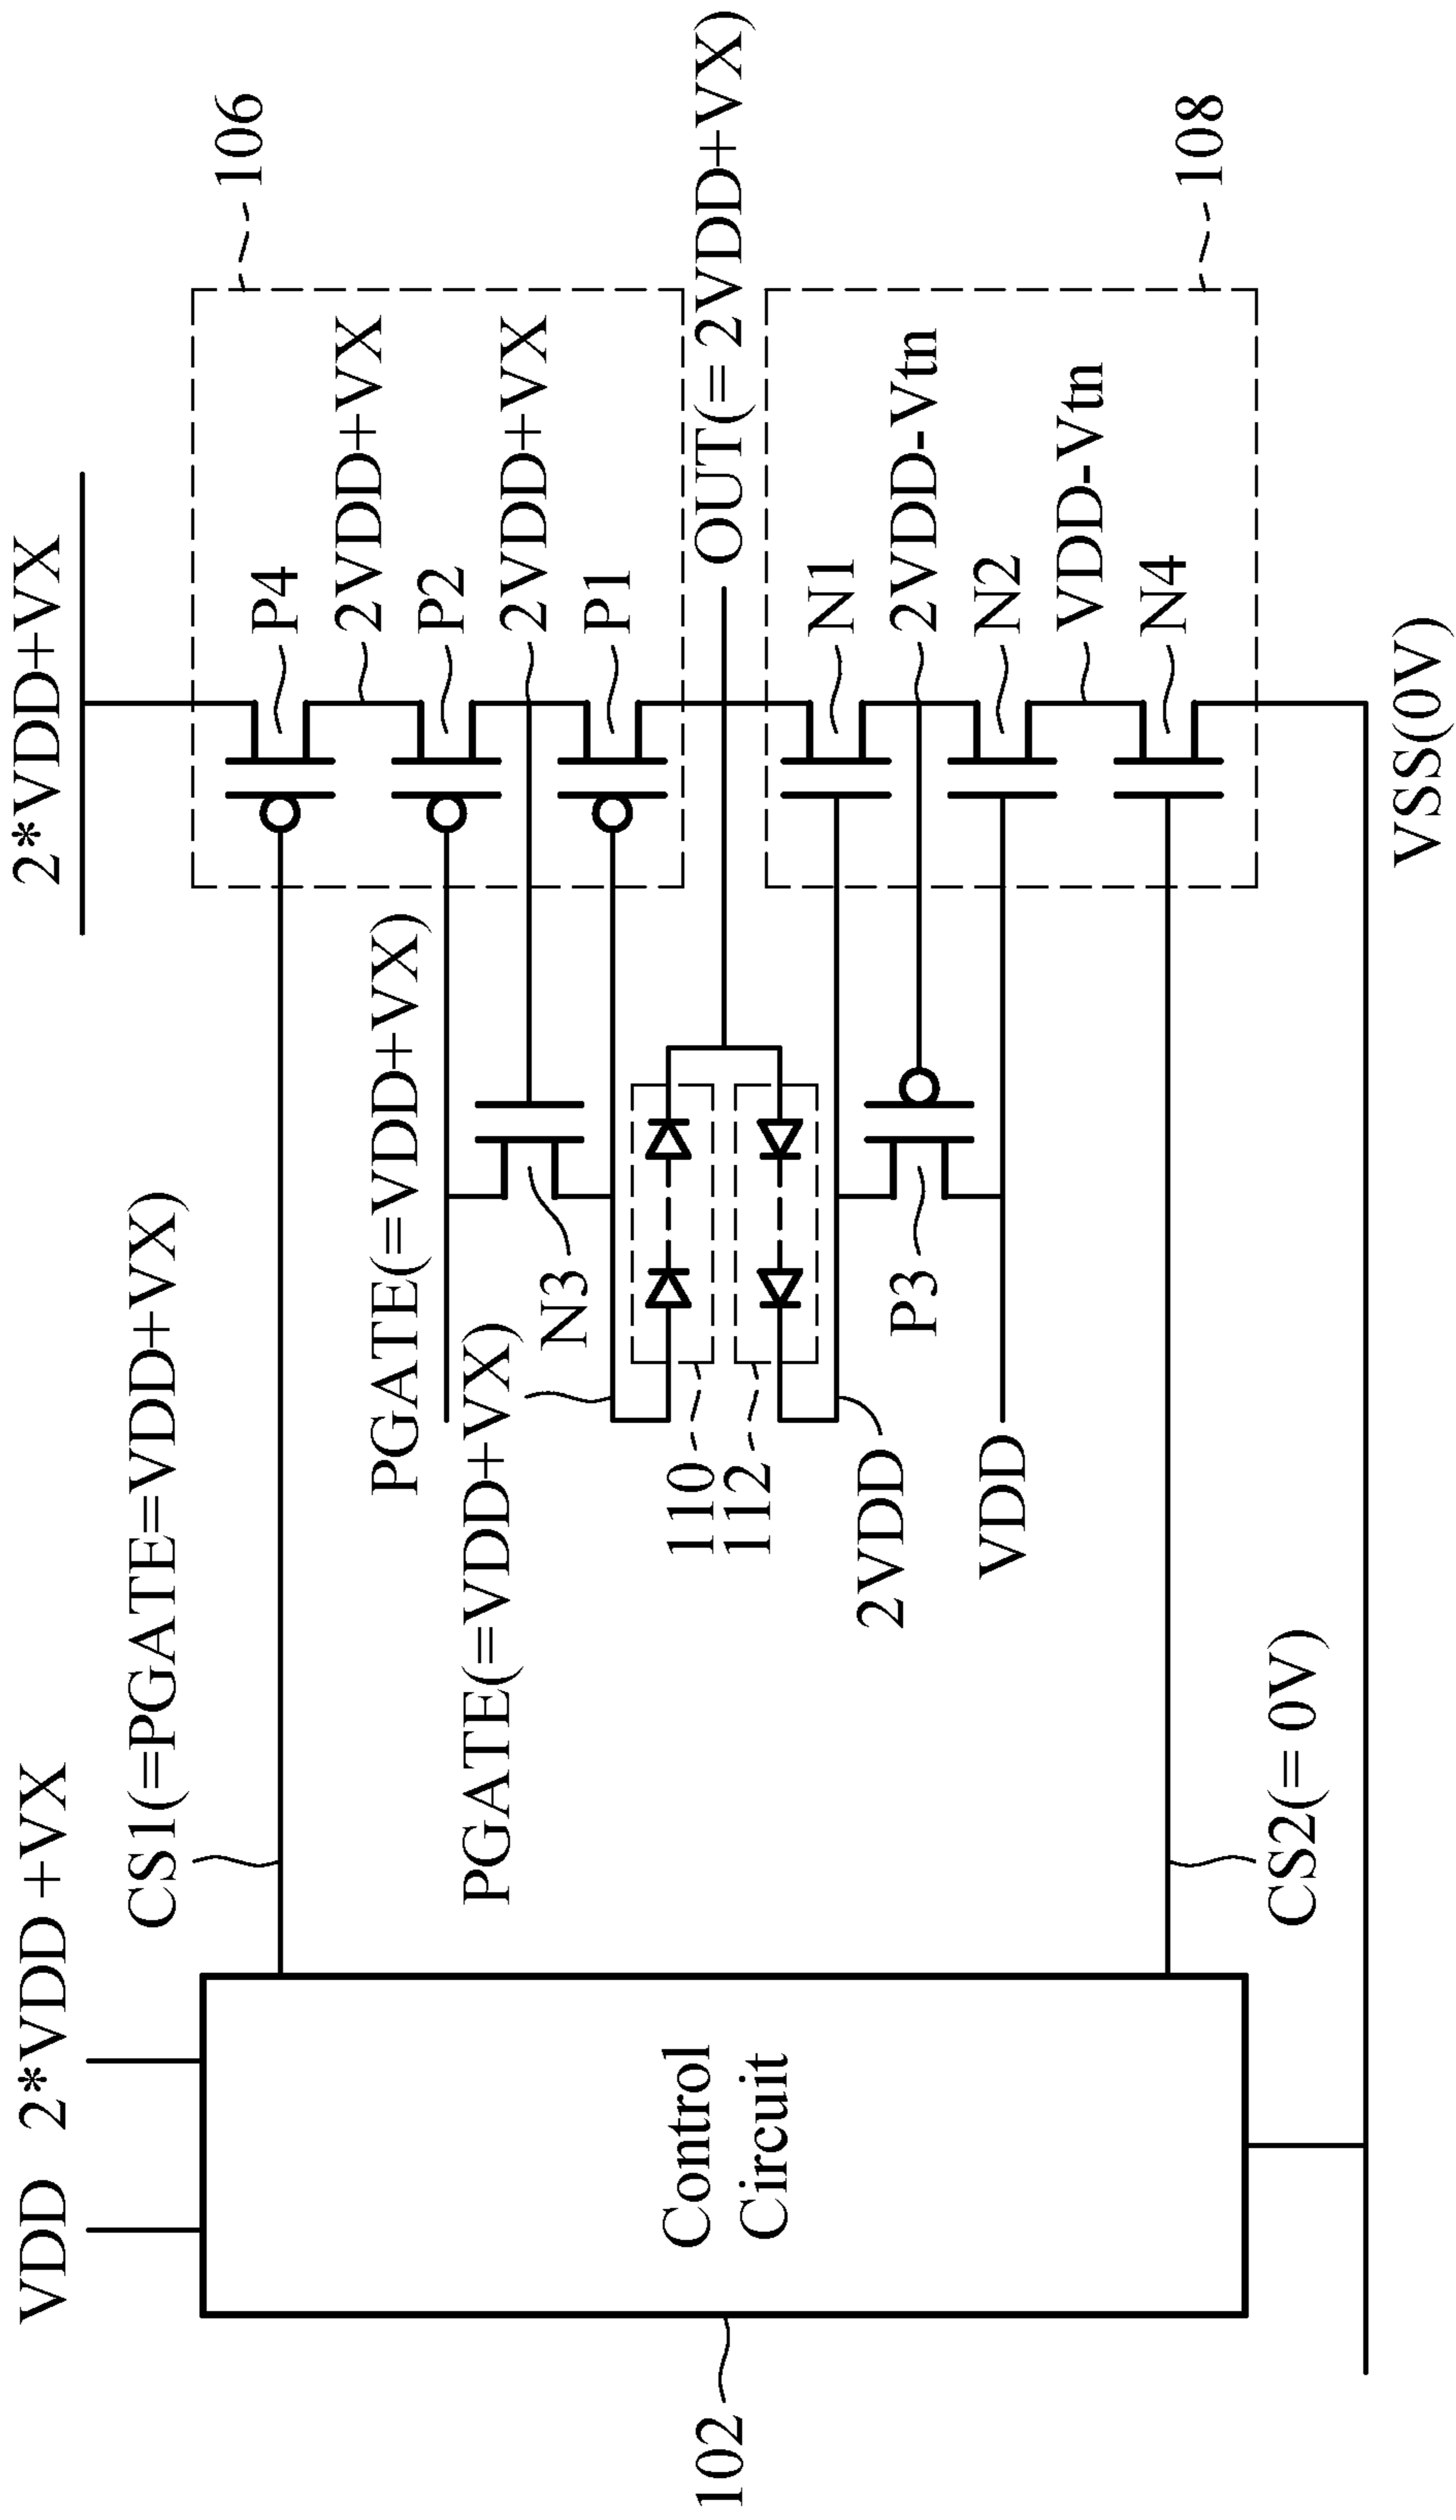 2*VDD+VX
VDD
2*VDD +VX
CS1(=PGATE=VDD+VX)
106
P4
2VDD+VX
PGATE(=VDD+VX)
P2
PGATE(=VDD+VX)
2VDD+VX
N3
P1
110
OUT(= 2VDD+VX)
102
Control
Circuit
112
N1
2VDD
P3
2VDD-Vtn
VDD
N2
VDD-Vtn
N4
108
CS2(= 0V)
VSS(0V)